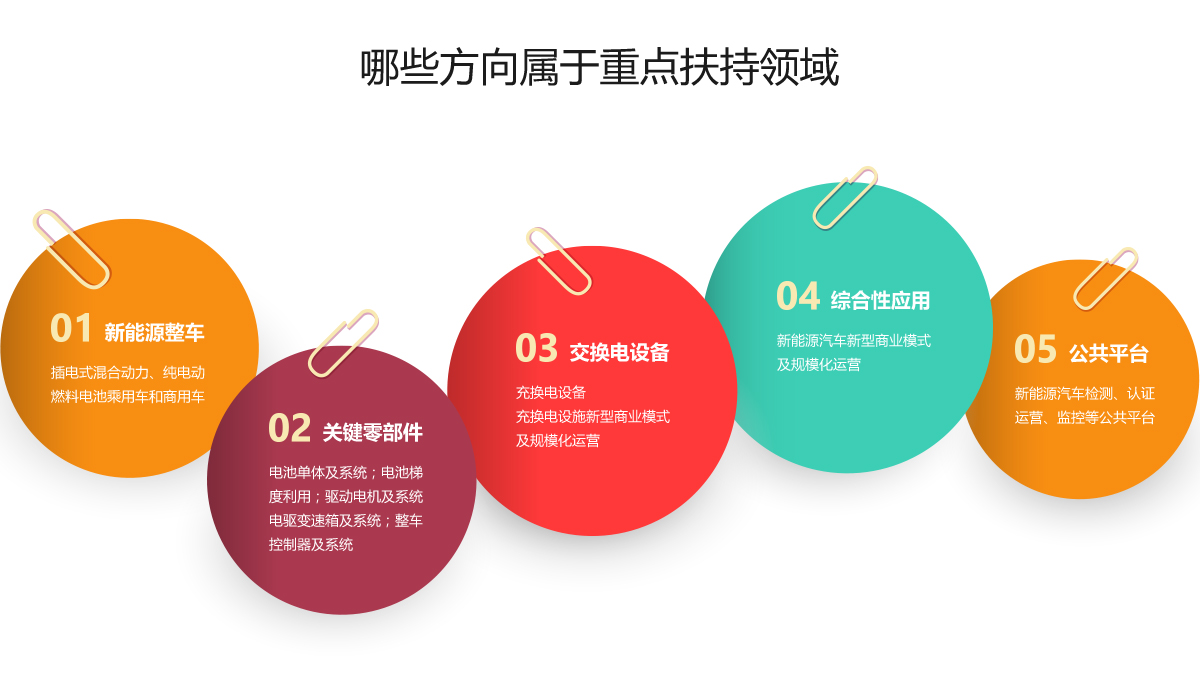 哪些方向属于重点扶持领域
01 新能源整车
插电式混合动力、纯电动
燃料电池乘用车和商用车
02 关键零部件
电池单体及系统；电池梯
度利用；驱动电机及系统
电驱变速箱及系统；整车
控制器及系统
03 交换电设备
充换电设备
充换电设施新型商业模式
及规模化运营
04 综合性应用
新能源汽车新型商业模式
及规模化运营
05 公共平台
新能源汽车检测、认证
运营、监控等公共平台